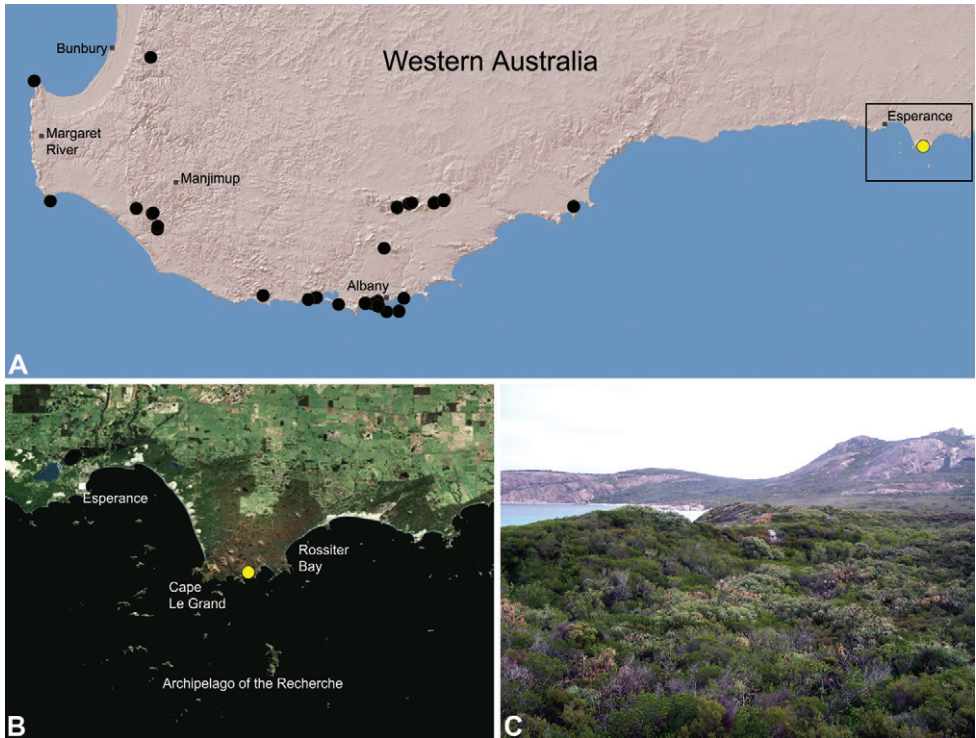 Western Australia
Bunbury
Margaret
River
Manjimup
Albany
Esperance
A
Esperance
Cape
Le Grand
Rossiter
Bay
Archipelago of the Recherche
B
C